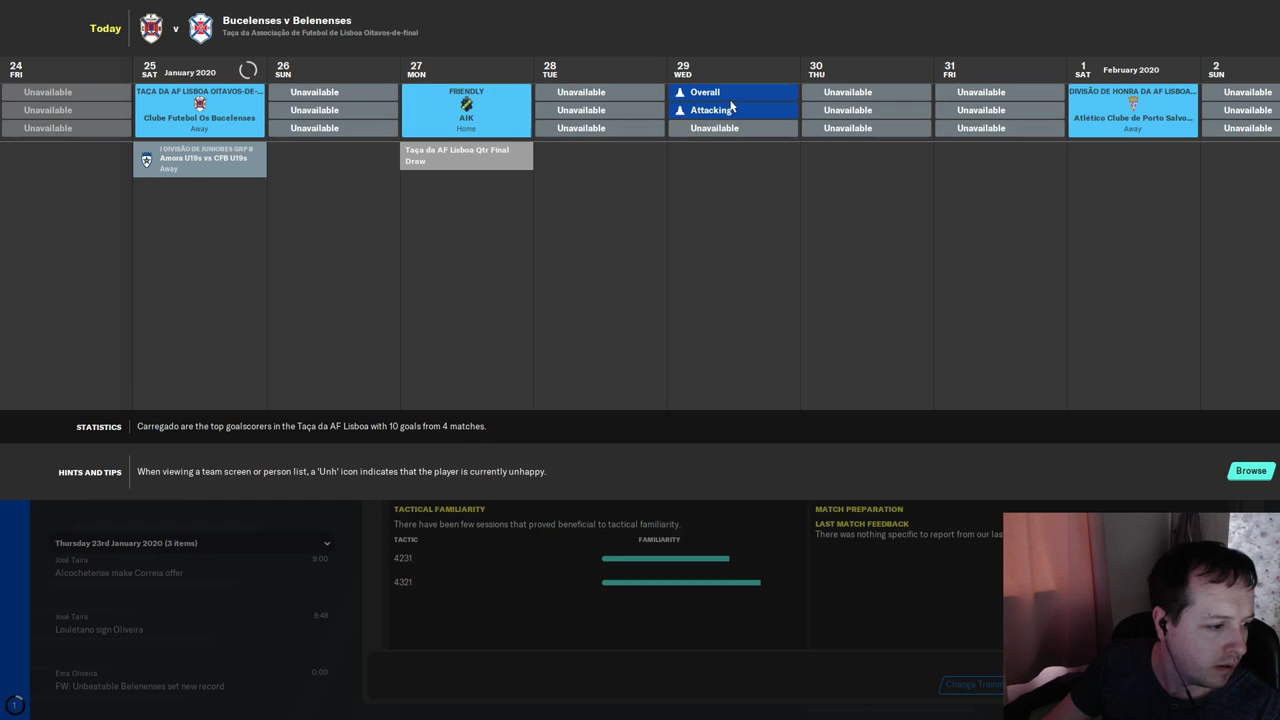 Today
v
Bucelenses v Belenenses
Taça da Associação de Futebol de Lisboa Oitavos-de-final
24
FRI
25
SAT
January 2020
26
SUN
27
MON
28
TUE
29
WED
30
THU
31
FRI
1
SAT
February 2020
2
SUN
Unavailable
Unavailable
Unavailable
TAÇA DA AF LISBOA OITAVOS-DE-...
Clube Futebol Os Bucelenses
Away
Unavailable
Unavailable
Unavailable
FRIENDLY
AIK
Home
Unavailable
Unavailable
Unavailable
Overall
Attacking
Unavailable
Unavailable
Unavailable
Unavailable
Unavailable
Unavailable
Unavailable
DIVISÃO DE HONRA DA AF LISBOA...
Atlético Clube de Porto Salvo...
Away
Unavailable
Unavailable
Unavailable
I DIVISÃO DE JUNIORES GRP B
Amora U19s vs CFB U19s
Away
Taça da AF Lisboa Qtr Final
Draw
STATISTICS
Carregado are the top goalscorers in the Taça da AF Lisboa with 10 goals from 4 matches.
HINTS AND TIPS
When viewing a team screen or person list, a 'Unh' icon indicates that the player is currently unhappy.
Browse
TACTICAL FAMILIARITY
There have been few sessions that proved beneficial to tactical familiarity.
TACTIC
FAMILIARITY
4231
4321
MATCH PREPARATION
LAST MATCH FEEDBACK
There was nothing specific to report from our las
Thursday 23rd January 2020 (3 items)
José Taira
9:00
Alcochetense make Correia offer
José Taira
8:48
Louletano sign Oliveira
Ema Oliveira
0:00
FW: Unbeatable Belenenses set new record
Change
1